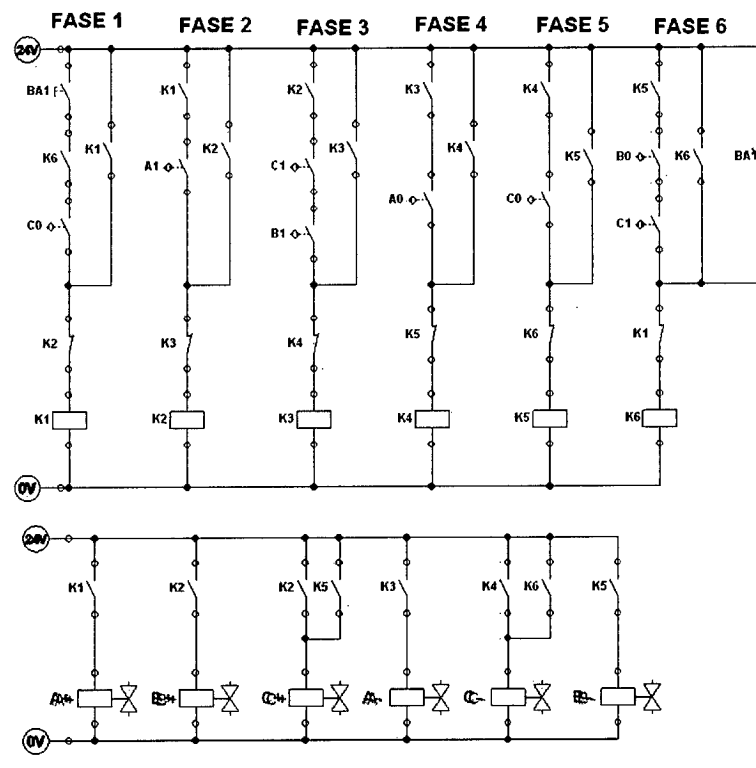 FASE 1 FASE 2 FASE 3 FASE 4 FASE 5 FASE 6
24V
BA1 K1 K2 K3 K4 K5
K6 K1 A1 K2 C1 K3 K4 K5 B0 K6 BA1
C0 B1 A0 C0 C1
K2 K3 K4 K5 K6 K1
K1 K2 K3 K4 K5 K6
0V
24V
K1 K2 K2 K5 K3 K4 K6 K5
A+ B+ C+ A- C- B-
0V